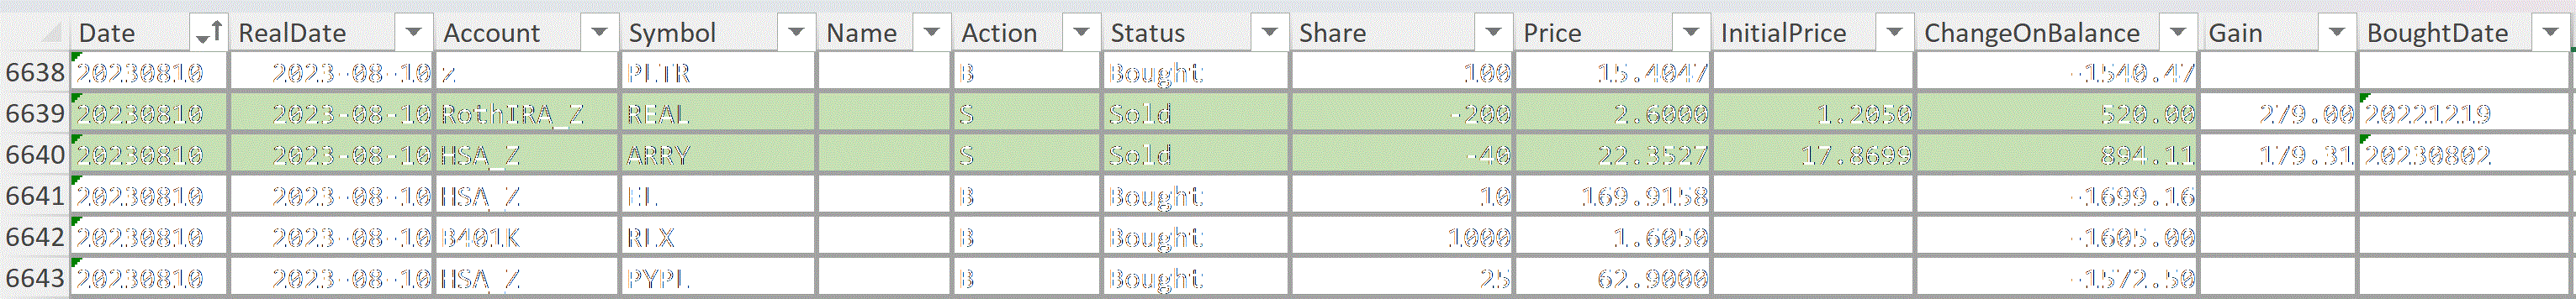 Date RealDate Account Symbol Name Action Status Share Price InitialPrice ChangeOnBalance Gain BoughtDate
6638 20230810 2023-08-10 z PLTR B Bought 100 15.4047 -1540.47
6639 20230810 2023-08-10 RothIRA_Z REAL S Sold -200 2.6000 1.2050 520.00 279.00 20221219
6640 20230810 2023-08-10 HSA_Z ARRY S Sold -40 22.3527 17.8699 894.11 179.31 20230802
6641 20230810 2023-08-10 HSA_Z EL B Bought 10 169.9158 -1699.16
6642 20230810 2023-08-10 B401K RLX B Bought 1000 1.6050 -1605.00
6643 20230810 2023-08-10 HSA_Z PYPL B Bought 25 62.9000 -1572.50